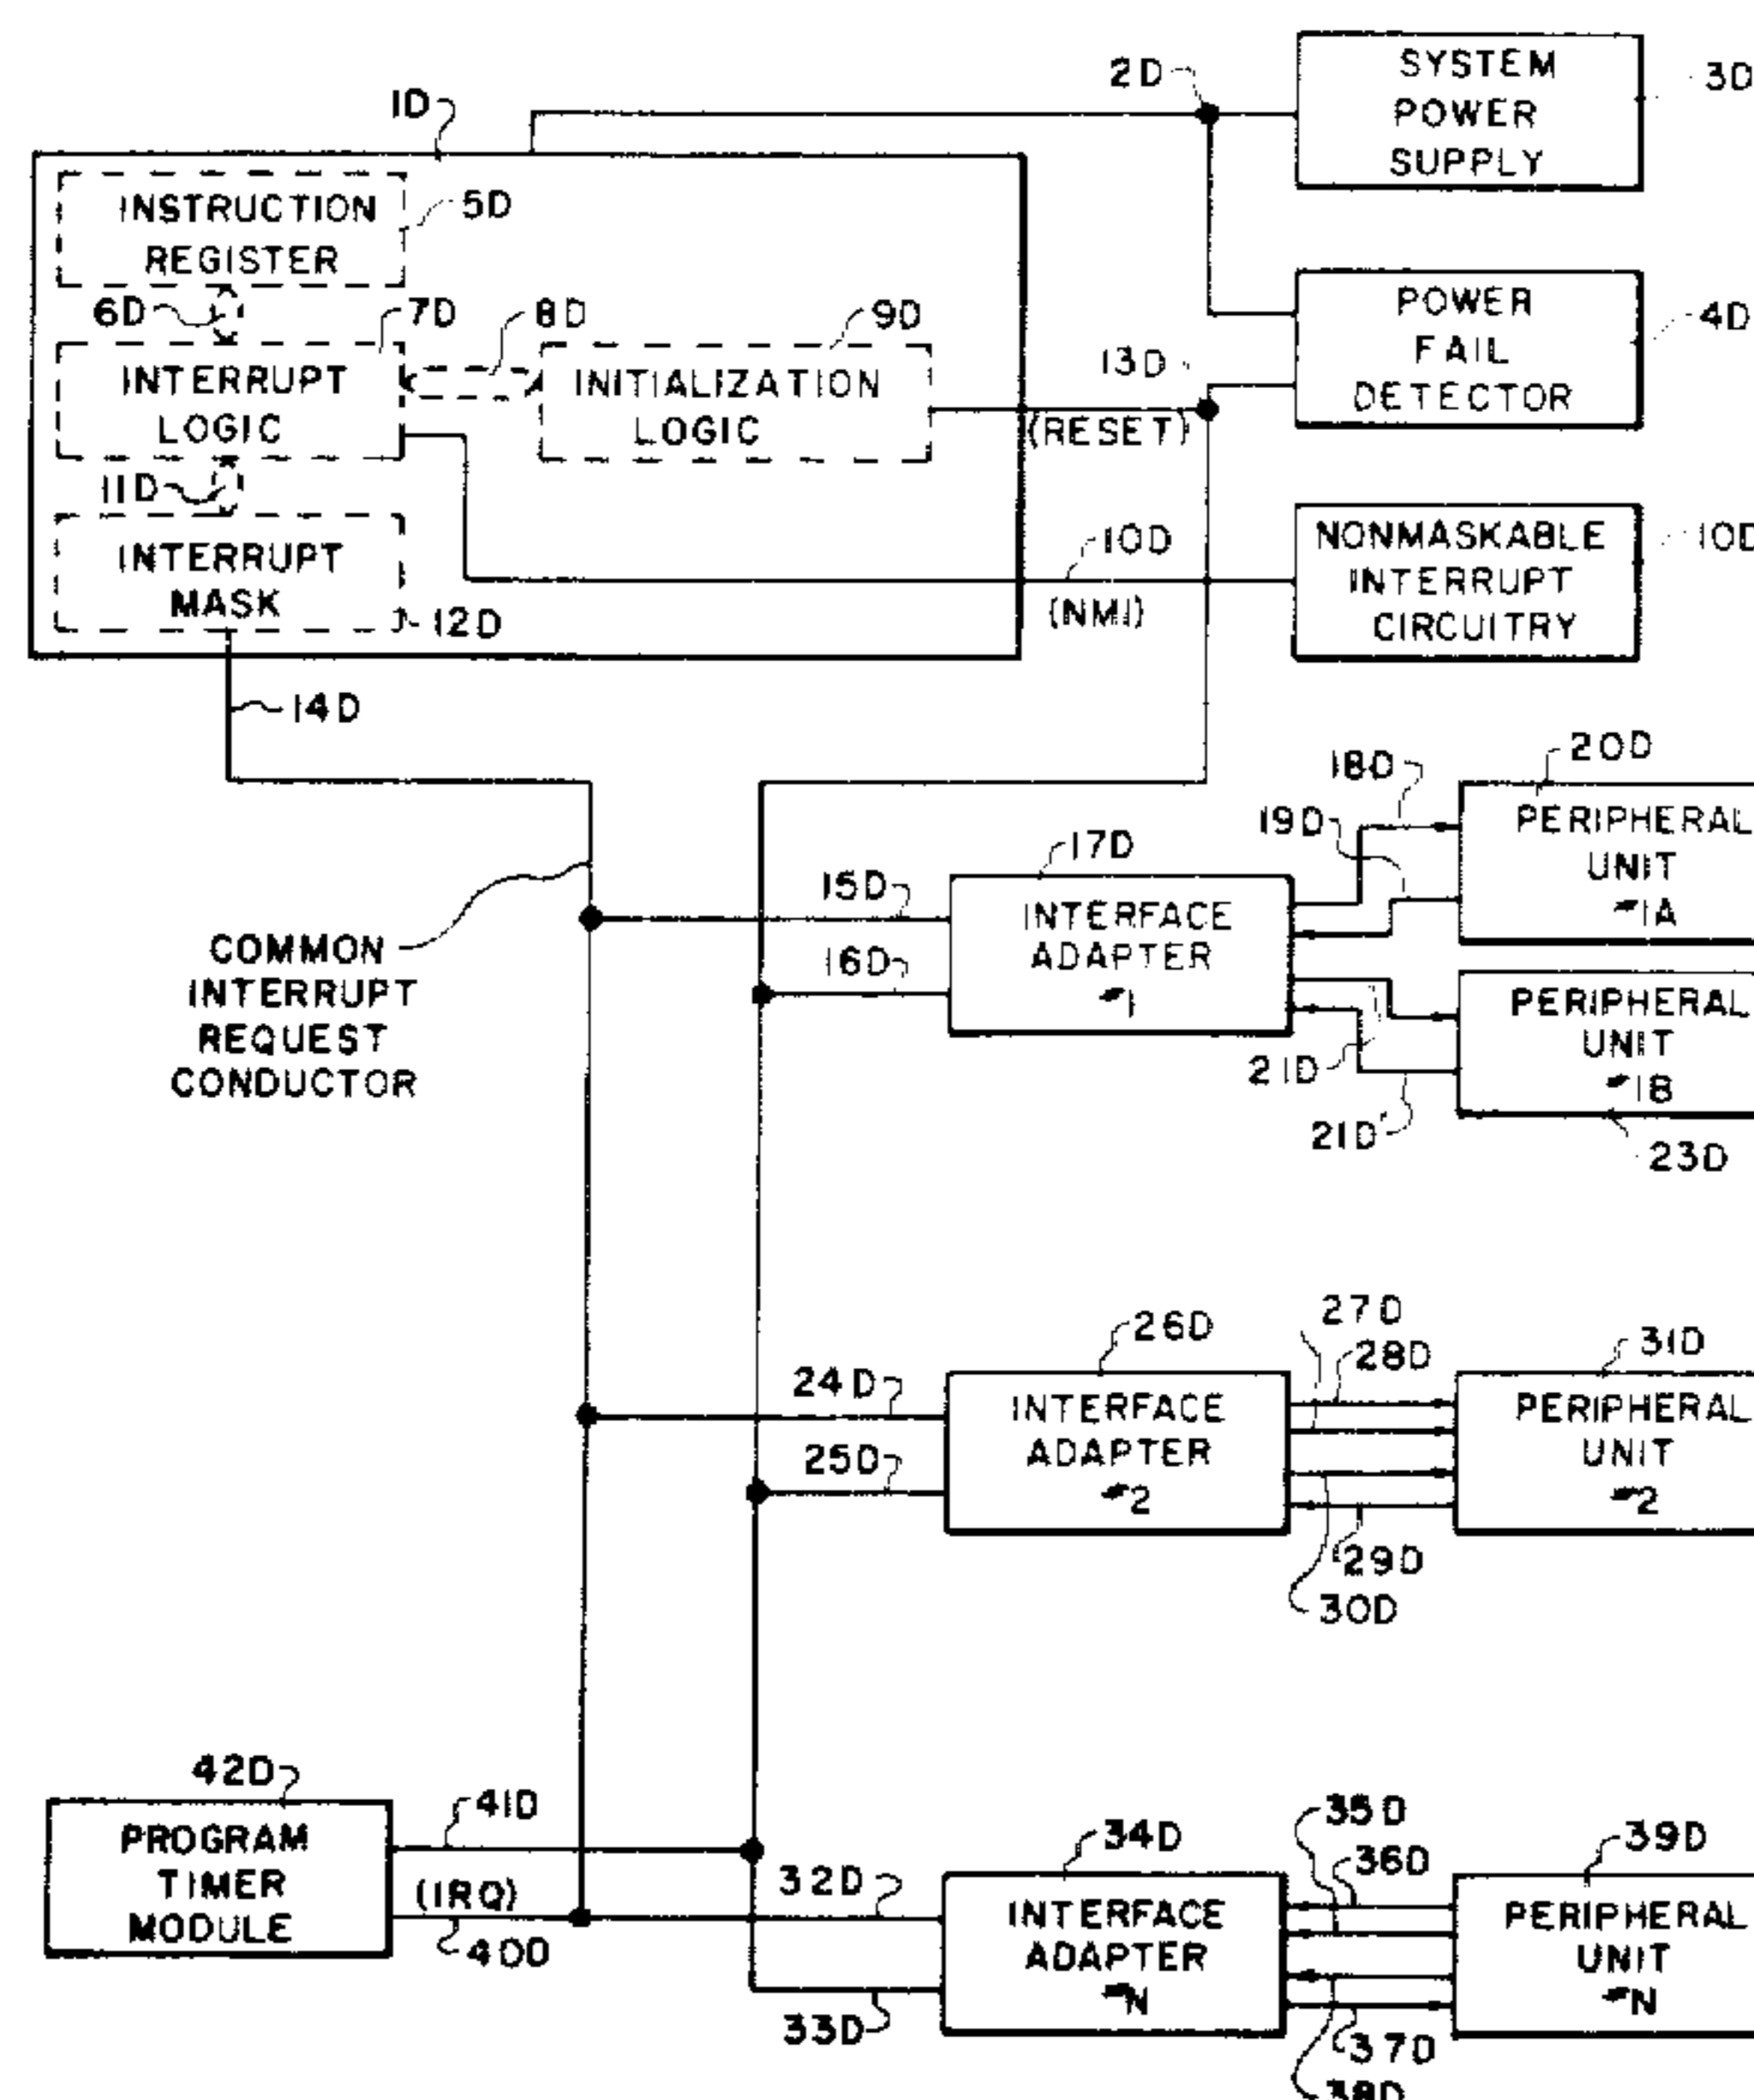 1D
2D
SYSTEM
POWER
SUPPLY
3D
INSTRUCTION
REGISTER
5D
6D
7D
8D
9D
INTERRUPT
LOGIC
INITIALIZATION
LOGIC
13D
(RESET)
POWER
FAIL
DETECTOR
4D
11D
INTERRUPT
MASK
12D
10D
(NMI)
NONMASKABLE
INTERRUPT
CIRCUITRY
10D
14D
COMMON
INTERRUPT
REQUEST
CONDUCTOR
15D
16D
17D
INTERFACE
ADAPTER
#1
18D
19D
20D
PERIPHERAL
UNIT
#1A
21D
21D'
PERIPHERAL
UNIT
#1B
23D
24D
25D
26D
INTERFACE
ADAPTER
#2
27D
28D
29D
30D
31D
PERIPHERAL
UNIT
#2
42D
PROGRAM
TIMER
MODULE
41D
(IRQ)
40D
32D
33D
34D
INTERFACE
ADAPTER
#N
35D
36D
37D
38D
39D
PERIPHERAL
UNIT
#N